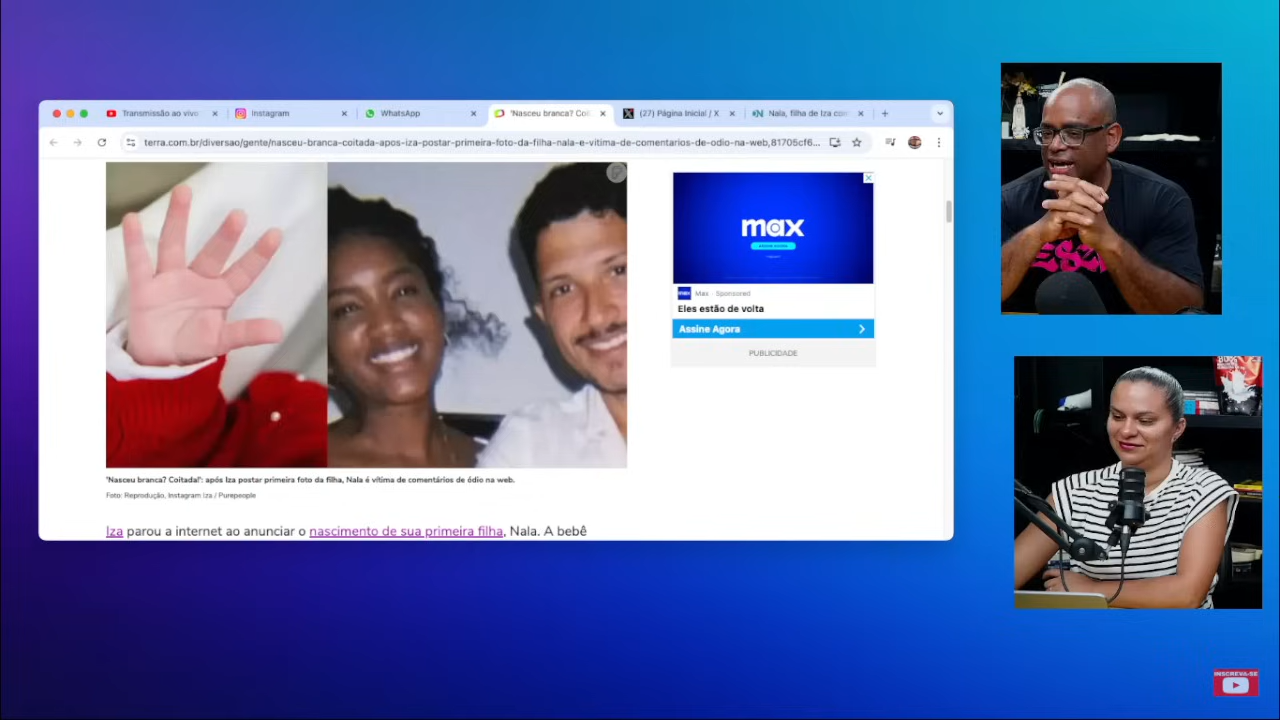 Transmissão ao vivo
Instagram
WhatsApp
'Nasceu branca? Coit
(27) Página Inicial / X
Nala, filha de Iza co
terra.com.br/diversao/gente/nasceu-branca-coitada-apos-iza-postar-primeira-foto-da-filha-nala-e-vitima-de-comentarios-de-odio-na-web,81705cf6...
max
max
Max · Sponsored
Eles estão de volta
Assine Agora
PUBLICIDADE
'Nasceu branca? Coitada!': após Iza postar primeira foto da filha, Nala é vítima de comentários de ódio na web.
Foto: Reprodução, Instagram Iza / Purepeople
Iza parou a internet ao anunciar o nascimento de sua primeira filha, Nala. A bebê
INSCREVA-SE